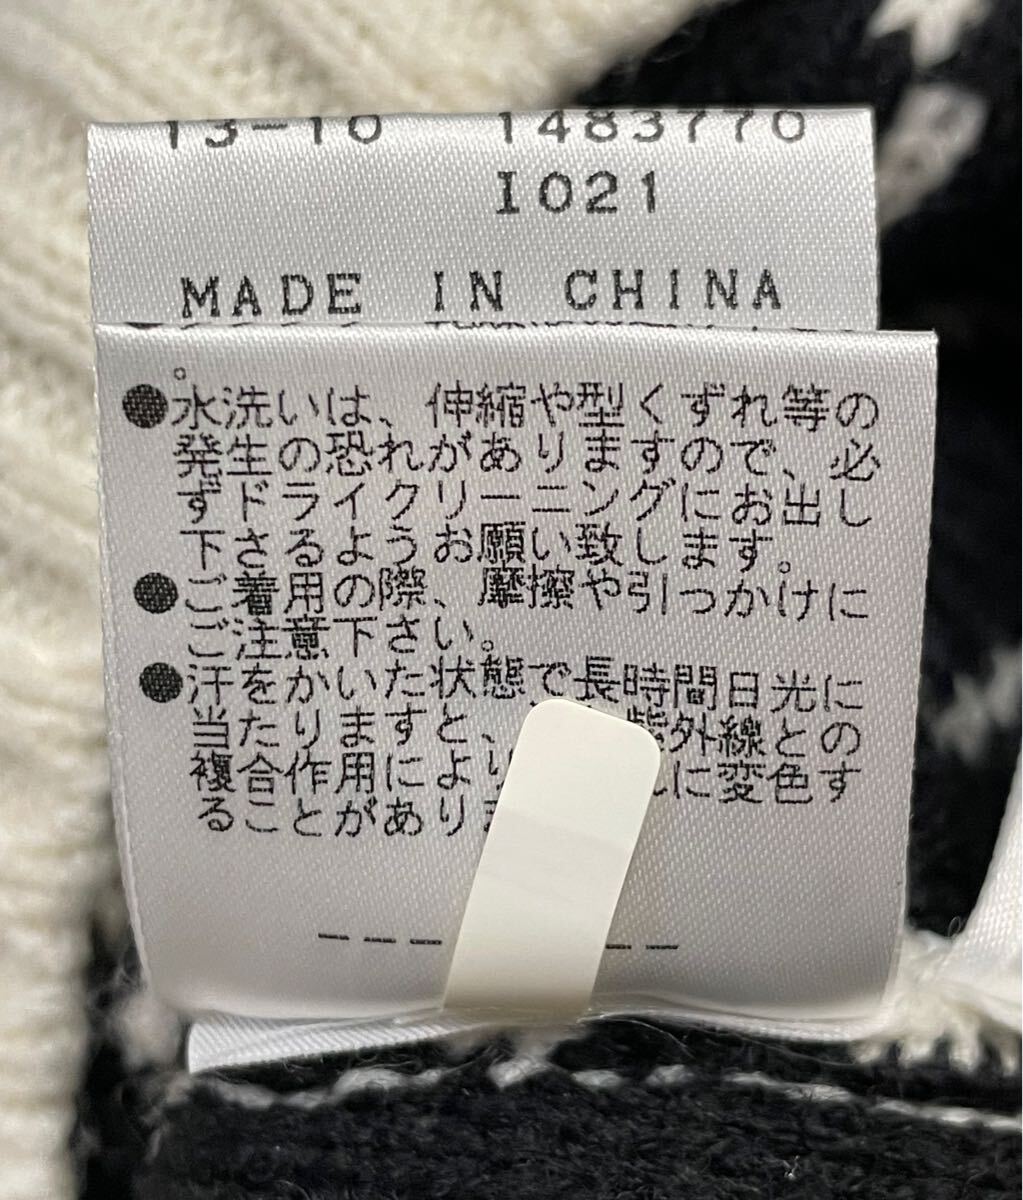 13-10 1483770
I021
MADE IN CHINA
。
●水洗いは、伸縮や型くずれ等の
発生の恐れがありますので、必
ずドライクリーニングにお出し
下さるようお願い致します。
●ご着用の際、摩擦や引っかけに
ご注意下さい。
●汗をかいた状態で長時間日光に
当たりますと、 紫外線との
複合作用により に変色す
ることがあります